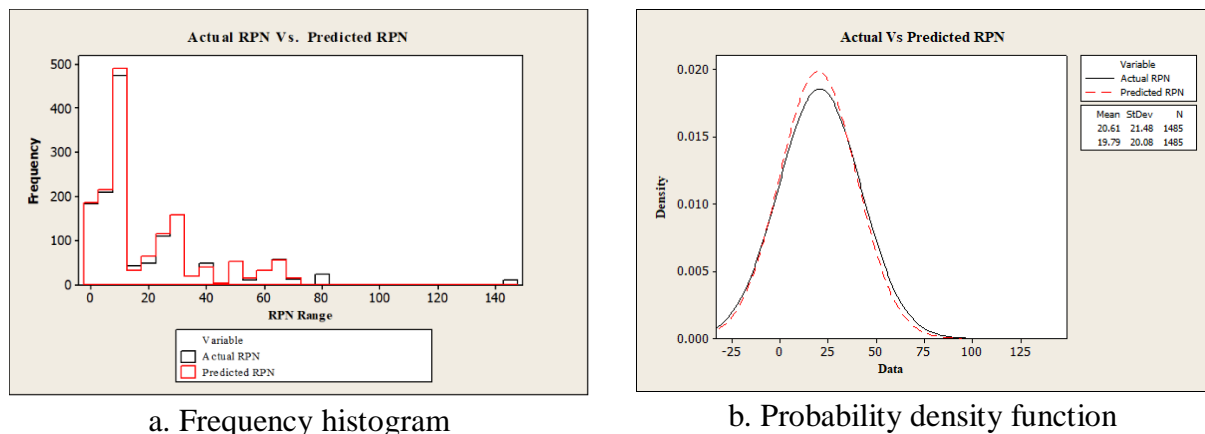 Actual RPN Vs. Predicted RPN
500
400
300
200
100
0
Frequency
0 20 40 60 80 100 120 140
RPN Range
Variable
Actual RPN
Predicted RPN
a. Frequency histogram
Actual Vs Predicted RPN
0.020
0.015
0.010
0.005
0.000
Density
-25 0 25 50 75 100 125
Data
Variable
Actual RPN
Predicted RPN
Mean StDev N
20.61 21.48 1485
19.79 20.08 1485
b. Probability density function